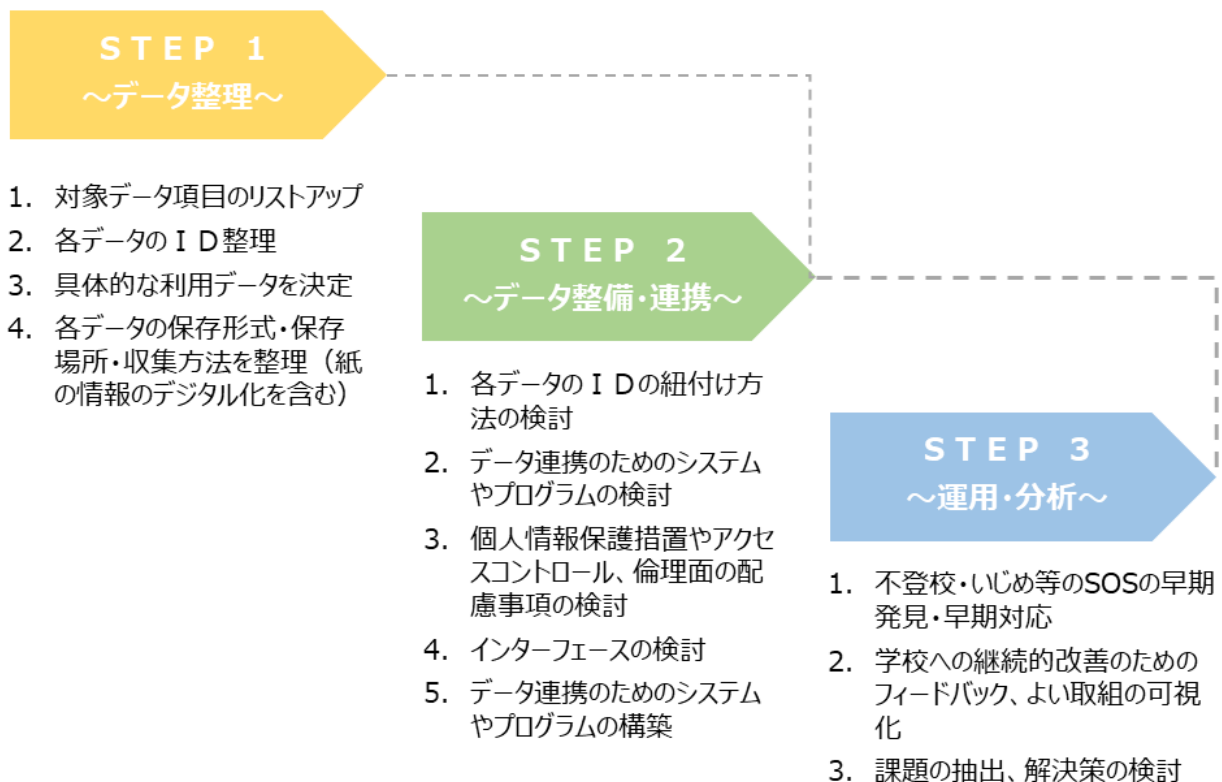 STEP 1
～データ整理～
1. 対象データ項目のリストアップ
2. 各データのＩＤ整理
3. 具体的な利用データを決定
4. 各データの保存形式・保存
場所・収集方法を整理（紙
の情報のデジタル化を含む）
STEP 2
～データ整備・連携～
1. 各データのＩＤの紐付け方
法の検討
2. データ連携のためのシステム
やプログラムの検討
3. 個人情報保護措置やアクセ
スコントロール、倫理面の配
慮事項の検討
4. インターフェースの検討
5. データ連携のためのシステム
やプログラムの構築
STEP 3
～運用・分析～
1. 不登校・いじめ等のSOSの早期
発見・早期対応
2. 学校への継続的改善のための
フィードバック、よい取組の可視
化
3. 課題の抽出、解決策の検討